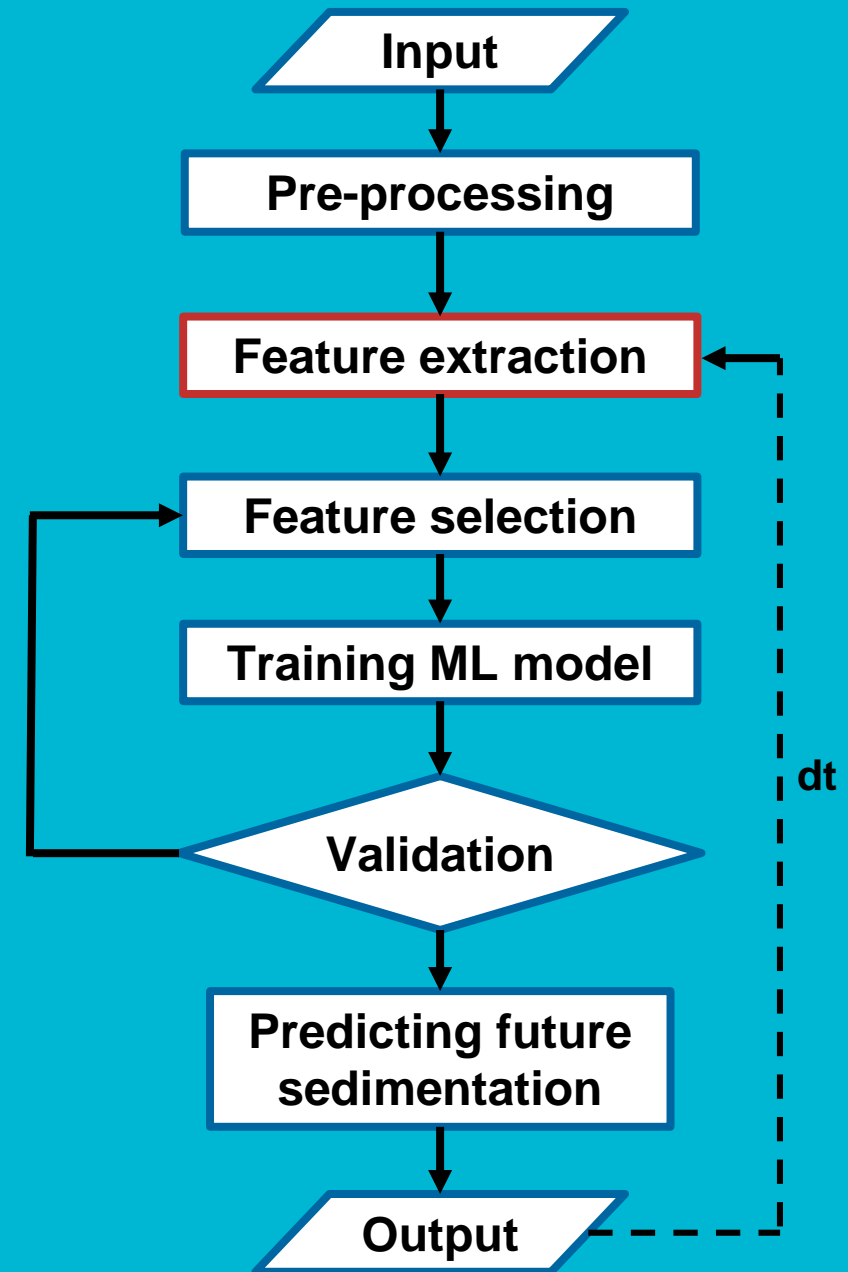 Input
Pre-processing
Feature extraction
Feature selection
Training ML model
dt
Validation
Predicting future
sedimentation
Output